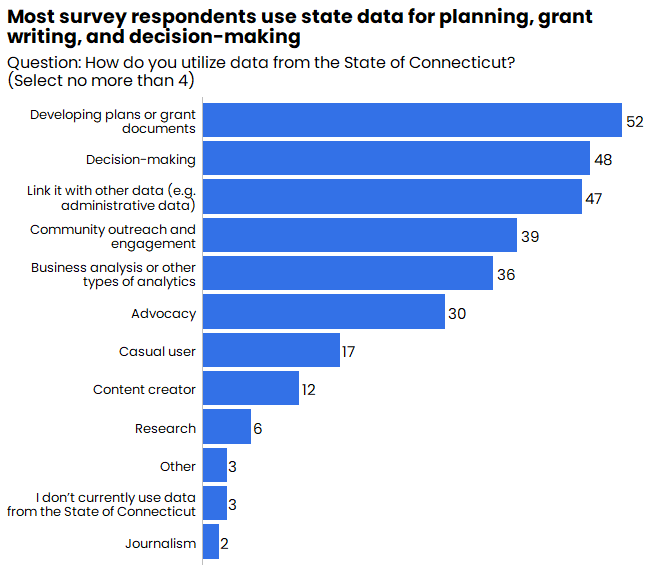 Most survey respondents use state data for planning, grant
writing, and decision-making
Question: How do you utilize data from the State of Connecticut?
(Select no more than 4)
Developing plans or grant
documents
52
Decision-making
48
Link it with other data (e.g.
administrative data)
47
Community outreach and
engagement
39
Business analysis or other
types of analytics
36
Advocacy
30
Casual user
17
Content creator
12
Research
6
Other
3
I don’t currently use data
from the State of Connecticut
3
Journalism
2